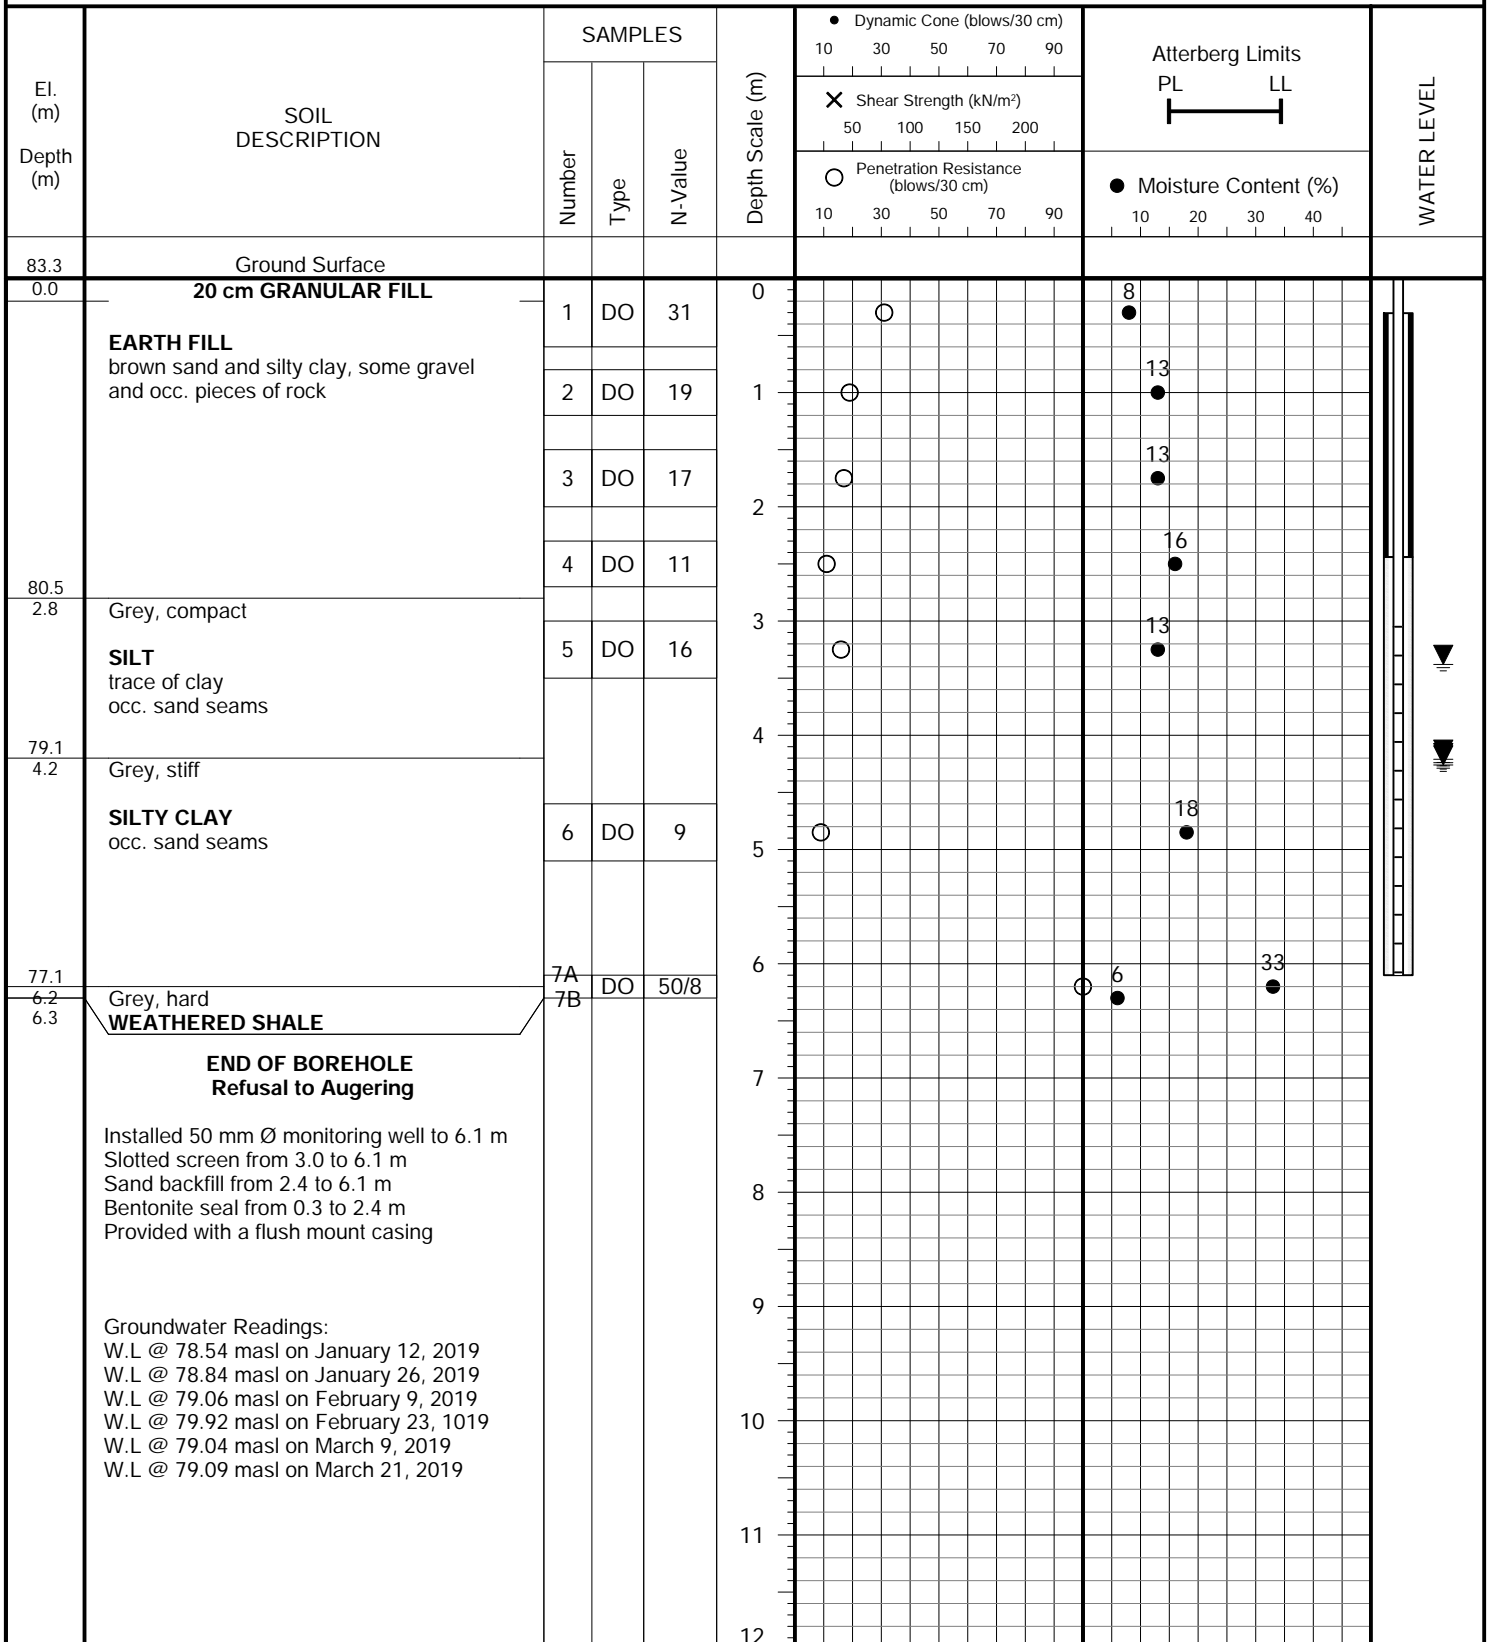 El.
(m)
Depth
(m)
SOIL
DESCRIPTION
SAMPLES
Number
Type
N-Value
Depth Scale (m)
Dynamic Cone (blows/30 cm)
10 30 50 70 90
Shear Strength (kN/m²)
50 100 150 200
Penetration Resistance
(blows/30 cm)
10 30 50 70 90
Atterberg Limits
PL LL
Moisture Content (%)
10 20 30 40
WATER LEVEL
83.3 Ground Surface
0.0 20 cm GRANULAR FILL
0
8
1 DO 31
EARTH FILL
brown sand and silty clay, some gravel
and occ. pieces of rock
13
2 DO 19
1
13
3 DO 17
2
16
4 DO 11
80.5
2.8 Grey, compact
3
13
5 DO 16
SILT
trace of clay
occ. sand seams
4
79.1
4.2 Grey, stiff
SILTY CLAY
occ. sand seams
18
6 DO 9
5
6
6
33
77.1
7A
DO 50/8
7B
6.2 Grey, hard
6.3 WEATHERED SHALE
END OF BOREHOLE
Refusal to Augering
7
Installed 50 mm Ø monitoring well to 6.1 m
Slotted screen from 3.0 to 6.1 m
Sand backfill from 2.4 to 6.1 m
8
Bentonite seal from 0.3 to 2.4 m
Provided with a flush mount casing
9
Groundwater Readings:
W.L @ 78.54 masl on January 12, 2019
W.L @ 78.84 masl on January 26, 2019
W.L @ 79.06 masl on February 9, 2019
W.L @ 79.92 masl on February 23, 1019
10
W.L @ 79.04 masl on March 9, 2019
W.L @ 79.09 masl on March 21, 2019
11
12